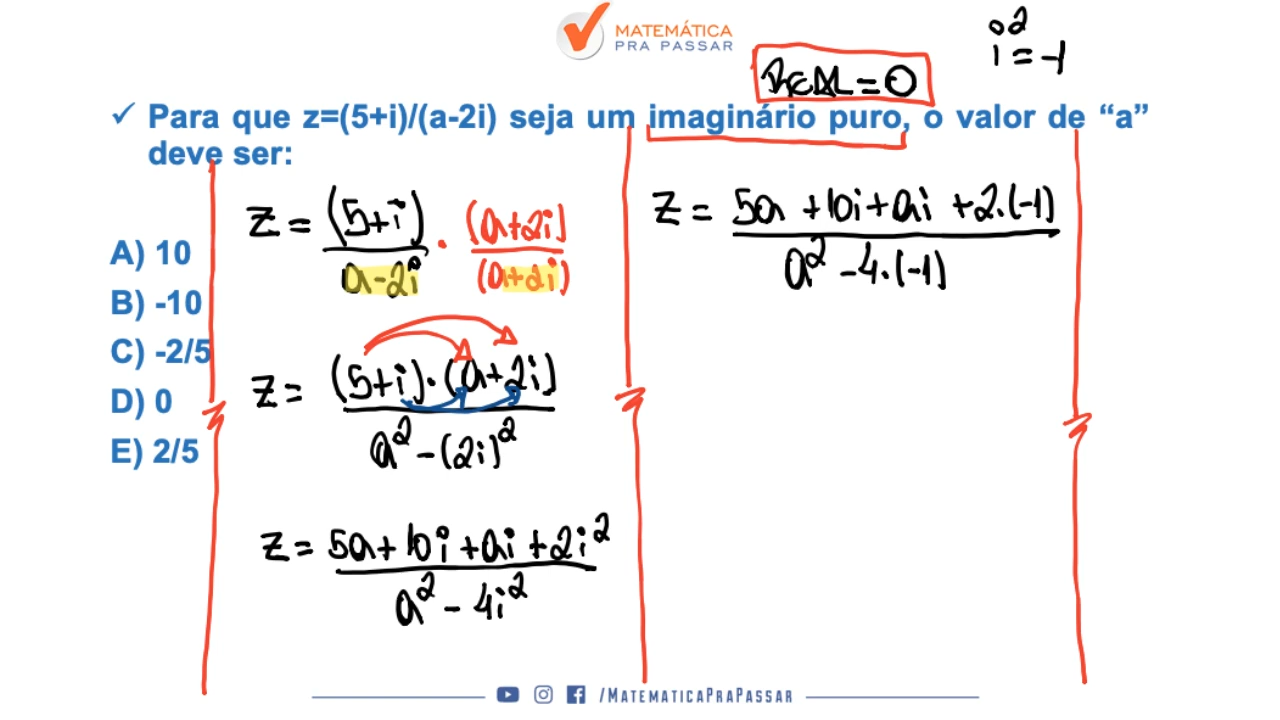 MATEMÁTICA
PRA PASSAR
REAL = 0
i² = -1
✓ Para que z=(5+i)/(a-2i) seja um imaginário puro, o valor de “a”
deve ser:
A) 10
B) -10
C) -2/5
D) 0
E) 2/5
z = (5+i)/(a-2i) · (a+2i)/(a+2i)
z = (5+i)·(a+2i)/(a² - (2i)²)
z = (5a + 10i + ai + 2i²)/(a² - 4i²)
z = (5a + 10i + ai + 2·(-1))/(a² - 4·(-1))
/MATEMATICAPRAPASSAR